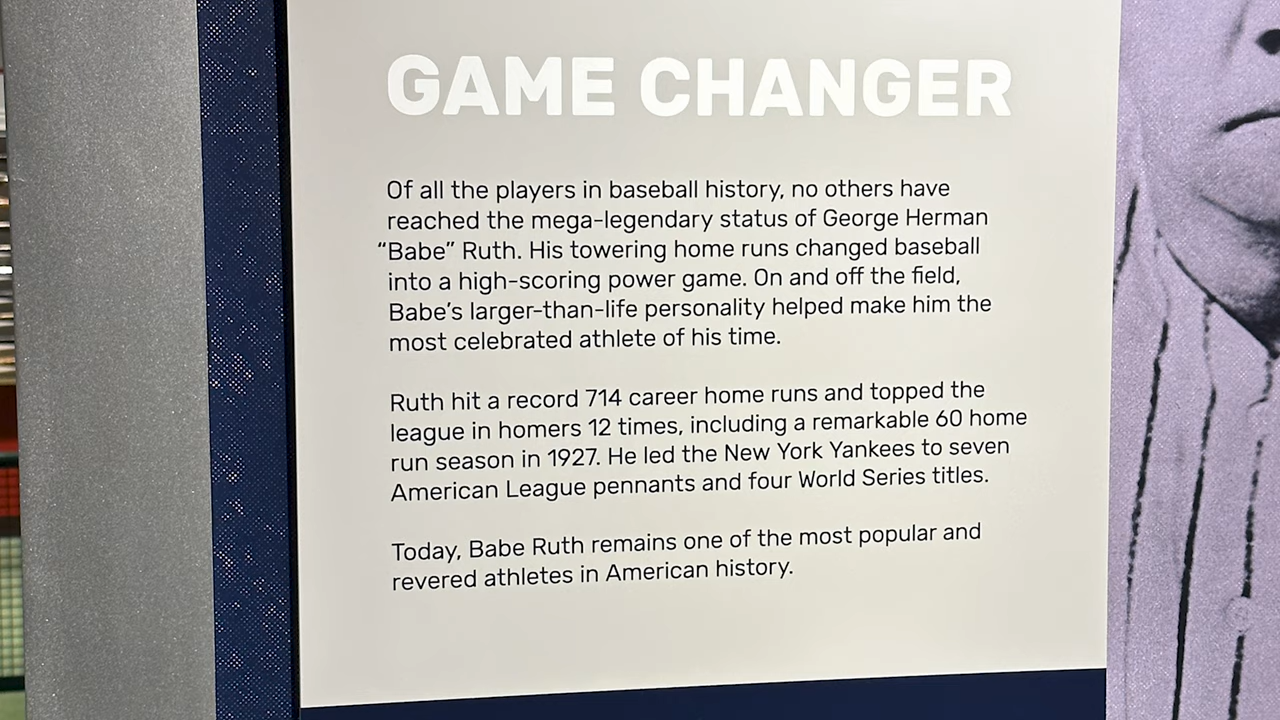 GAME CHANGER
Of all the players in baseball history, no others have
reached the mega-legendary status of George Herman
“Babe” Ruth. His towering home runs changed baseball
into a high-scoring power game. On and off the field,
Babe’s larger-than-life personality helped make him the
most celebrated athlete of his time.
Ruth hit a record 714 career home runs and topped the
league in homers 12 times, including a remarkable 60 home
run season in 1927. He led the New York Yankees to seven
American League pennants and four World Series titles.
Today, Babe Ruth remains one of the most popular and
revered athletes in American history.